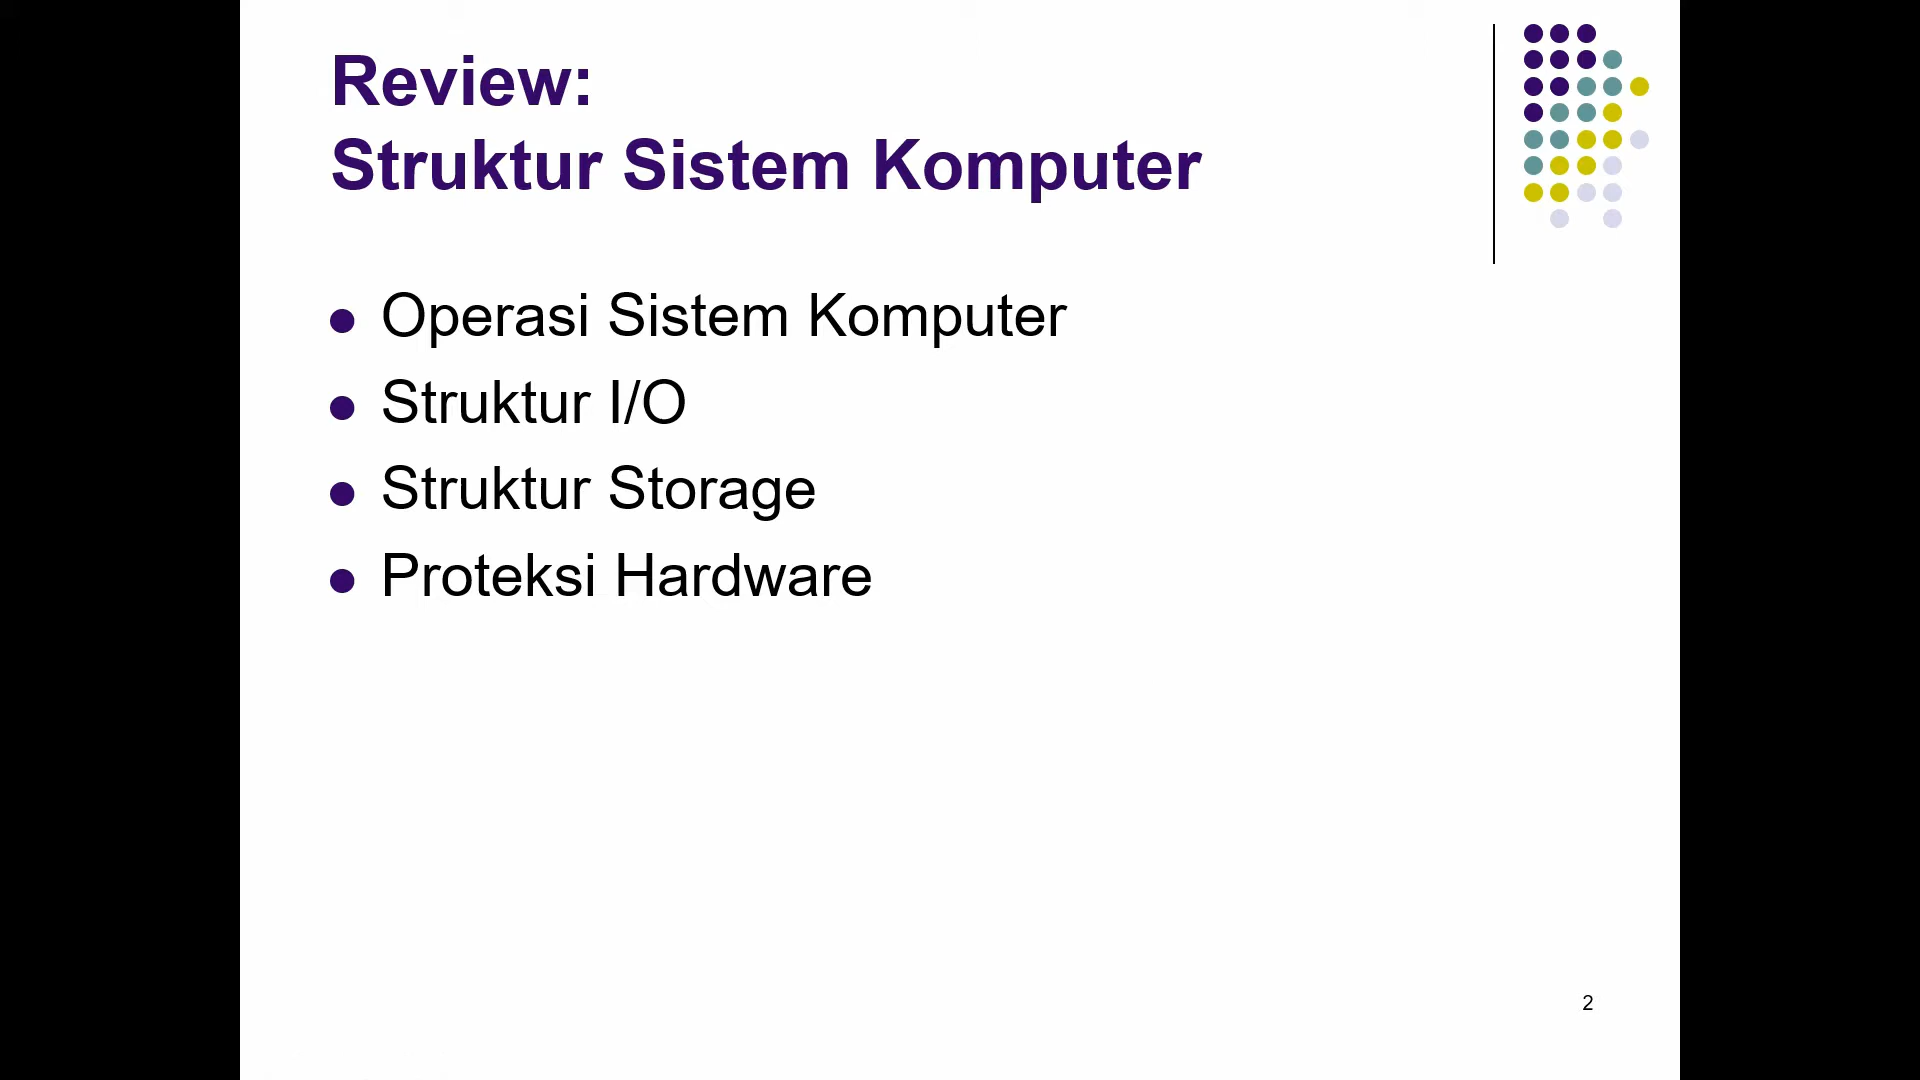 Review:
Struktur Sistem Komputer
Operasi Sistem Komputer
Struktur I/O
Struktur Storage
Proteksi Hardware
2